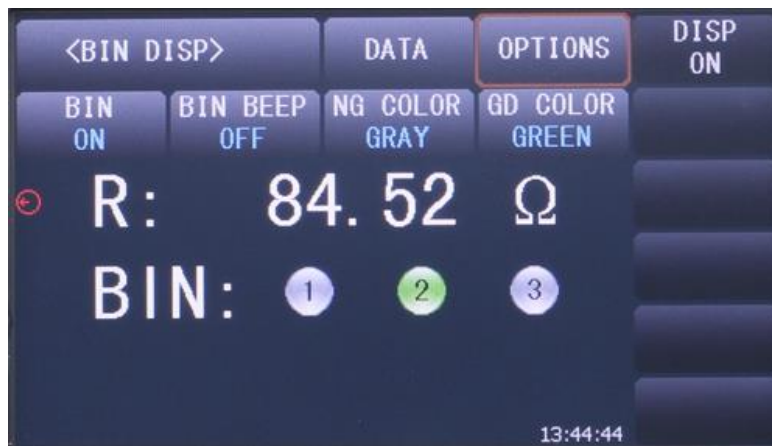 <BIN DISP> DATA OPTIONS DISP
ON
BIN BIN BEEP NG COLOR GD COLOR
ON OFF GRAY GREEN
R: 84.52 Ω
BIN: 1 2 3
13:44:44